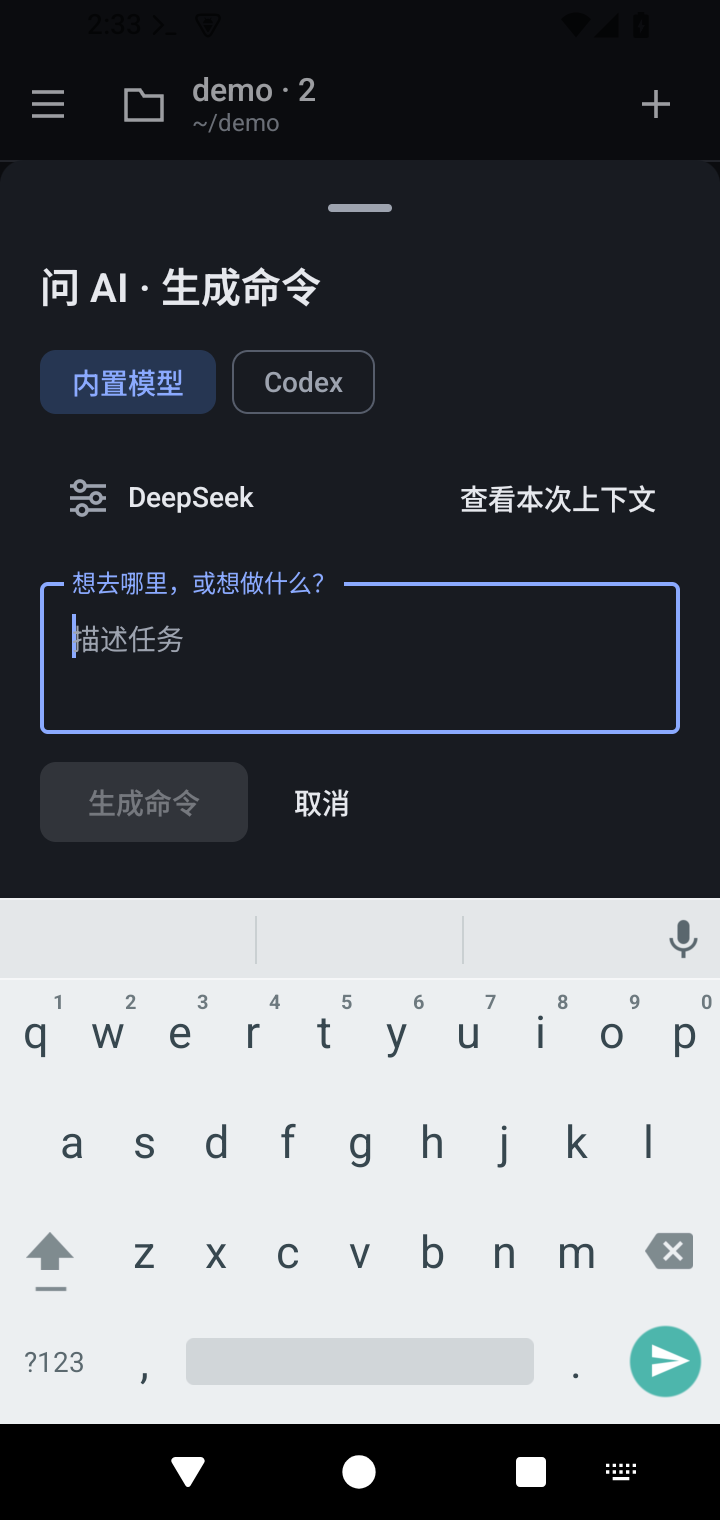 2:33
demo · 2
~/demo
问 AI · 生成命令
内置模型 Codex
DeepSeek 查看本次上下文
想去哪里，或想做什么？
描述任务
生成命令 取消
1 2 3 4 5 6 7 8 9 0
q w e r t y u i o p
a s d f g h j k l
z x c v b n m
?123 , .